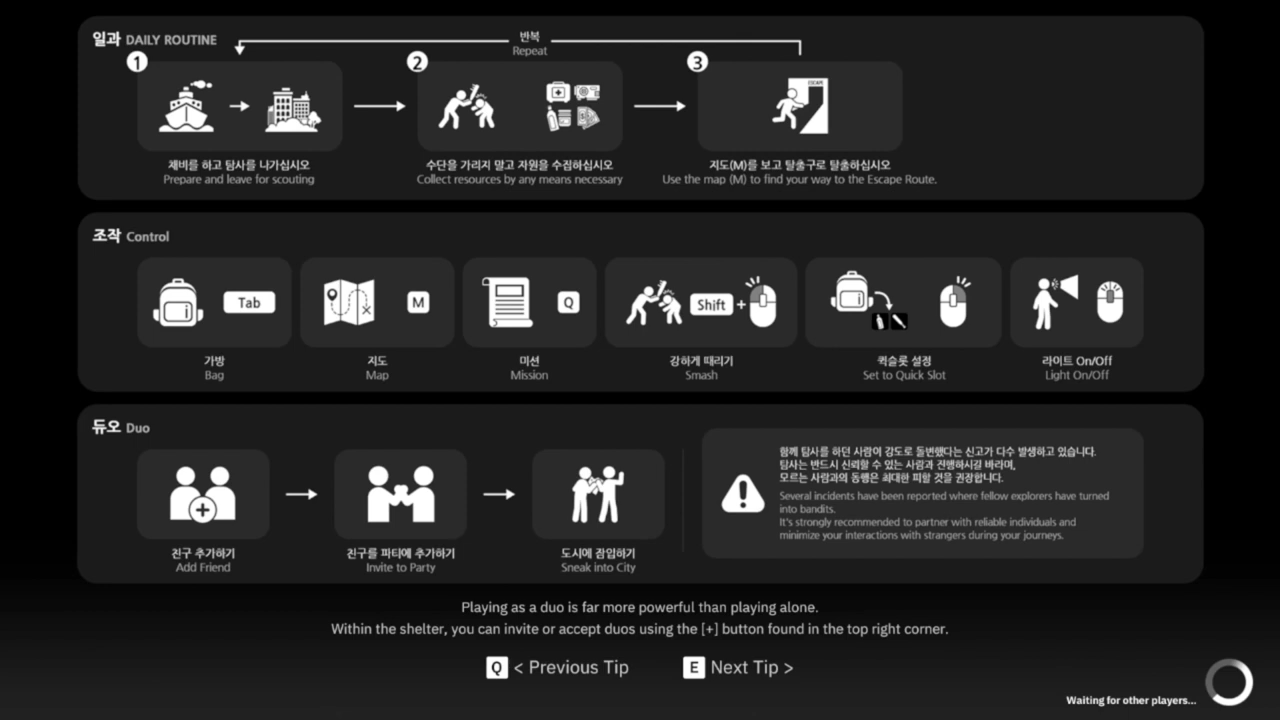 일과 DAILY ROUTINE
반복
Repeat
1
2
3
ESCAPE
재비를 하고 탐사를 나가십시오
Prepare and leave for scouting
수단을 가리지 말고 자원을 수집하십시오
Collect resources by any means necessary
지도(M)를 보고 탈출구로 탈출하십시오
Use the map (M) to find your way to the Escape Route.
조작 Control
Tab
M
Q
Shift +
가방
Bag
지도
Map
미션
Mission
강하게 때리기
Smash
퀵슬롯 설정
Set to Quick Slot
라이트 On/Off
Light On/Off
듀오 Duo
친구 추가하기
Add Friend
친구를 파티에 추가하기
Invite to Party
도시에 잠입하기
Sneak into City
함께 탐사를 하던 사람이 강도로 돌변했다는 신고가 다수 발생하고 있습니다.
탐사는 반드시 신뢰할 수 있는 사람과 진행하시길 바라며,
모르는 사람과의 동행은 최대한 피할 것을 권장합니다.
Several incidents have been reported where fellow explorers have turned
into bandits.
It's strongly recommended to partner with reliable individuals and
minimize your interactions with strangers during your journeys.
Playing as a duo is far more powerful than playing alone.
Within the shelter, you can invite or accept duos using the [+] button found in the top right corner.
Q < Previous Tip
E Next Tip >
Waiting for other players...